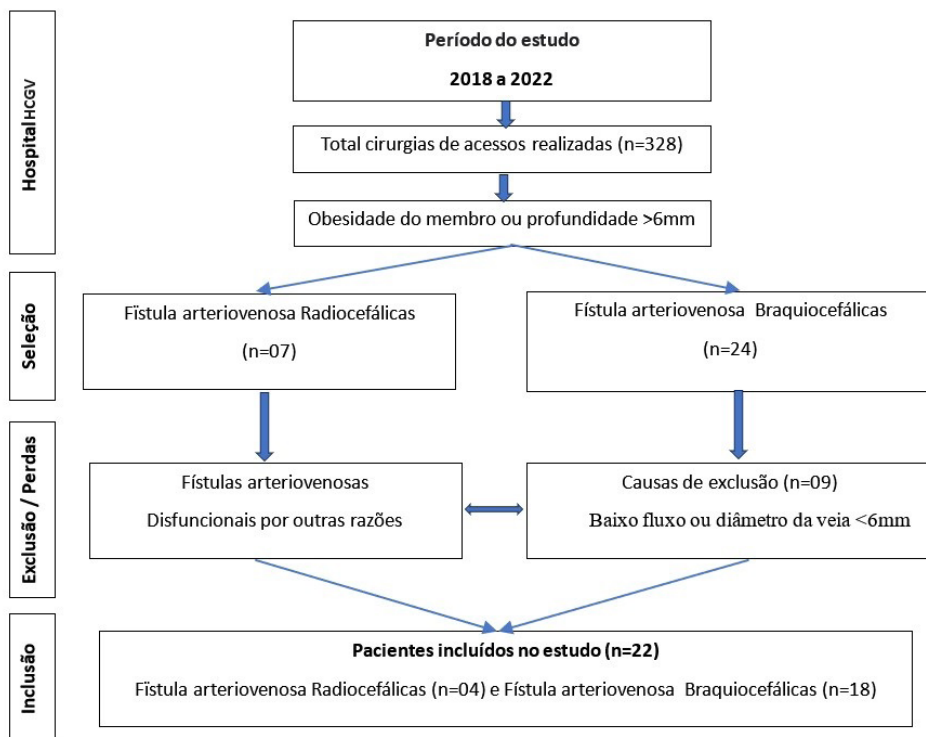 Hospital HCGV
Período do estudo
2018 a 2022
Total cirurgias de acessos realizadas (n=328)
Obesidade do membro ou profundidade >6mm
Seleção
Fïstula arteriovenosa Radiocefálicas
(n=07)
Fístula arteriovenosa Braquiocefálicas
(n=24)
Exclusão / Perdas
Fístulas arteriovenosas
Disfuncionais por outras razões
Causas de exclusão (n=09)
Baixo fluxo ou diâmetro da veia <6mm
Inclusão
Pacientes incluídos no estudo (n=22)
Fïstula arteriovenosa Radiocefálicas (n=04) e Fístula arteriovenosa Braquiocefálicas (n=18)